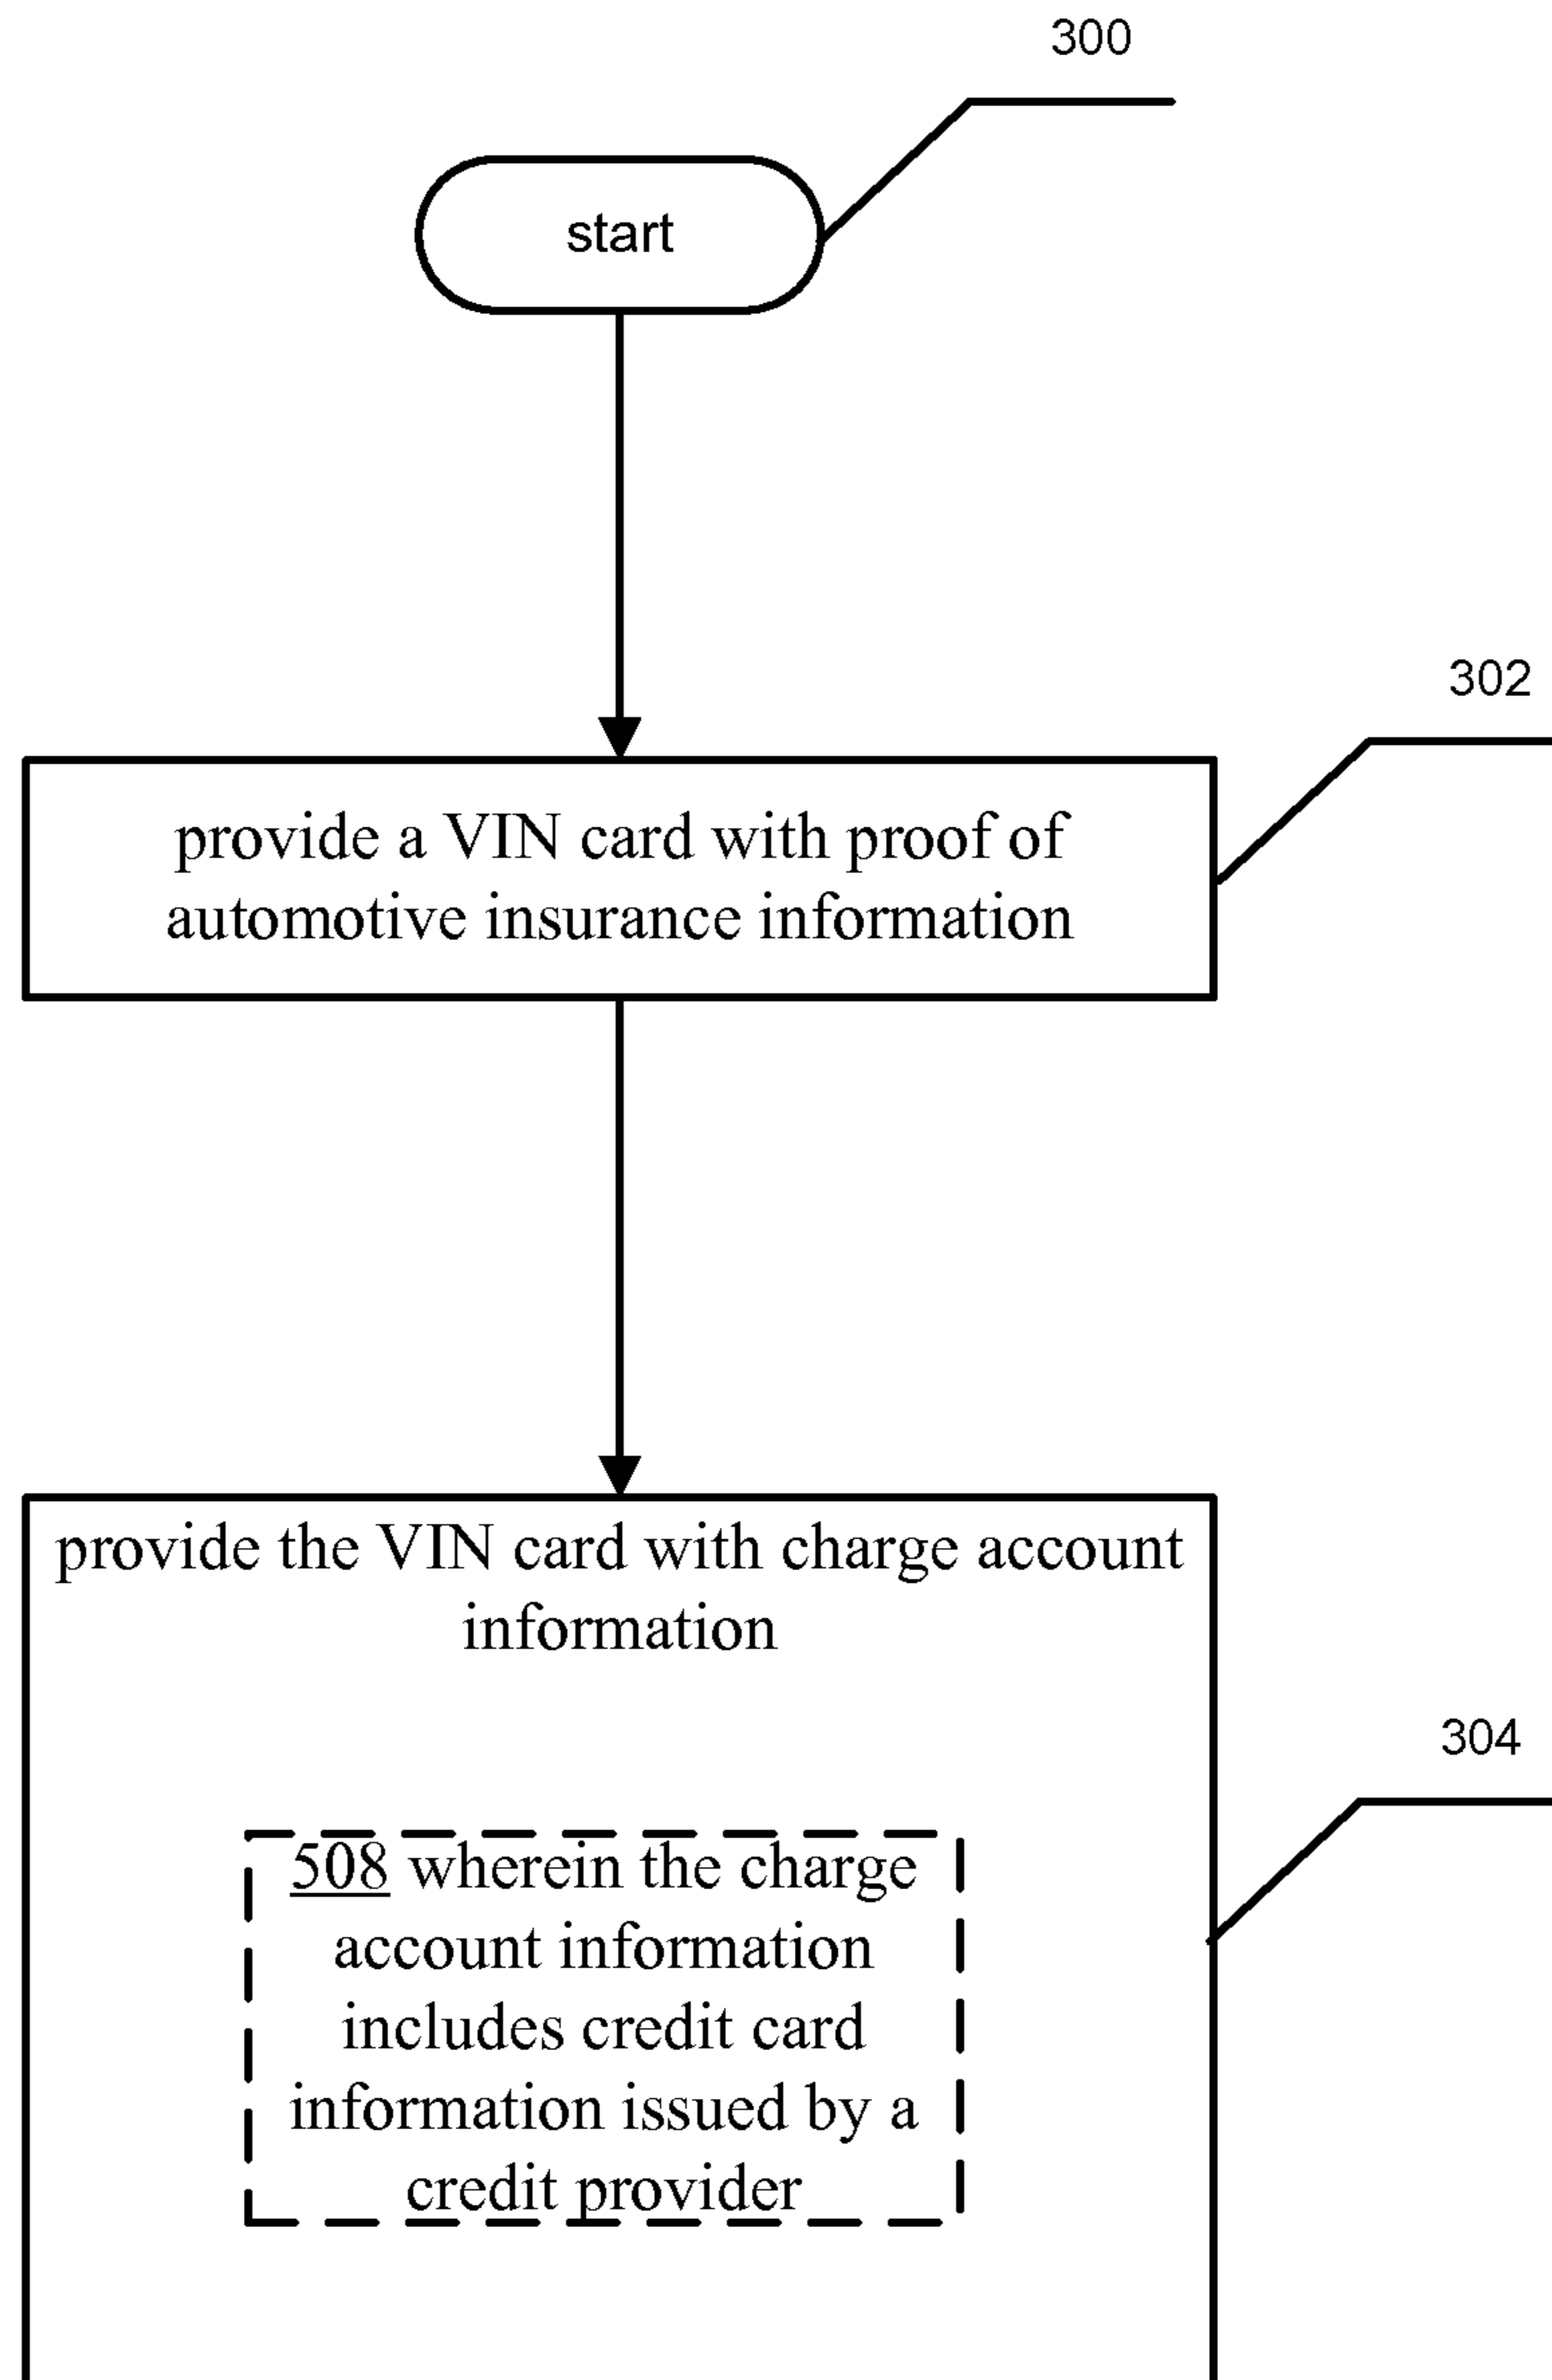 300
start
302
provide a VIN card with proof of
automotive insurance information
provide the VIN card with charge account
information
304
508 wherein the charge
account information
includes credit card
information issued by a
credit provider